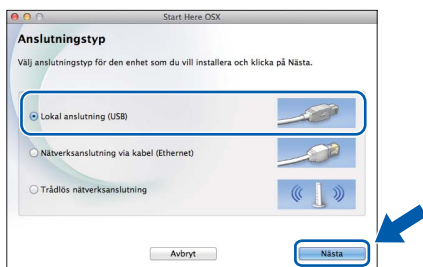 Start Here OSX
Anslutningstyp
Välj anslutningstyp för den enhet som du vill installera och klicka på Nästa.
Lokal anslutning (USB)
Nätverksanslutning via kabel (Ethernet)
Trådlös nätverksanslutning
Avbryt
Nästa